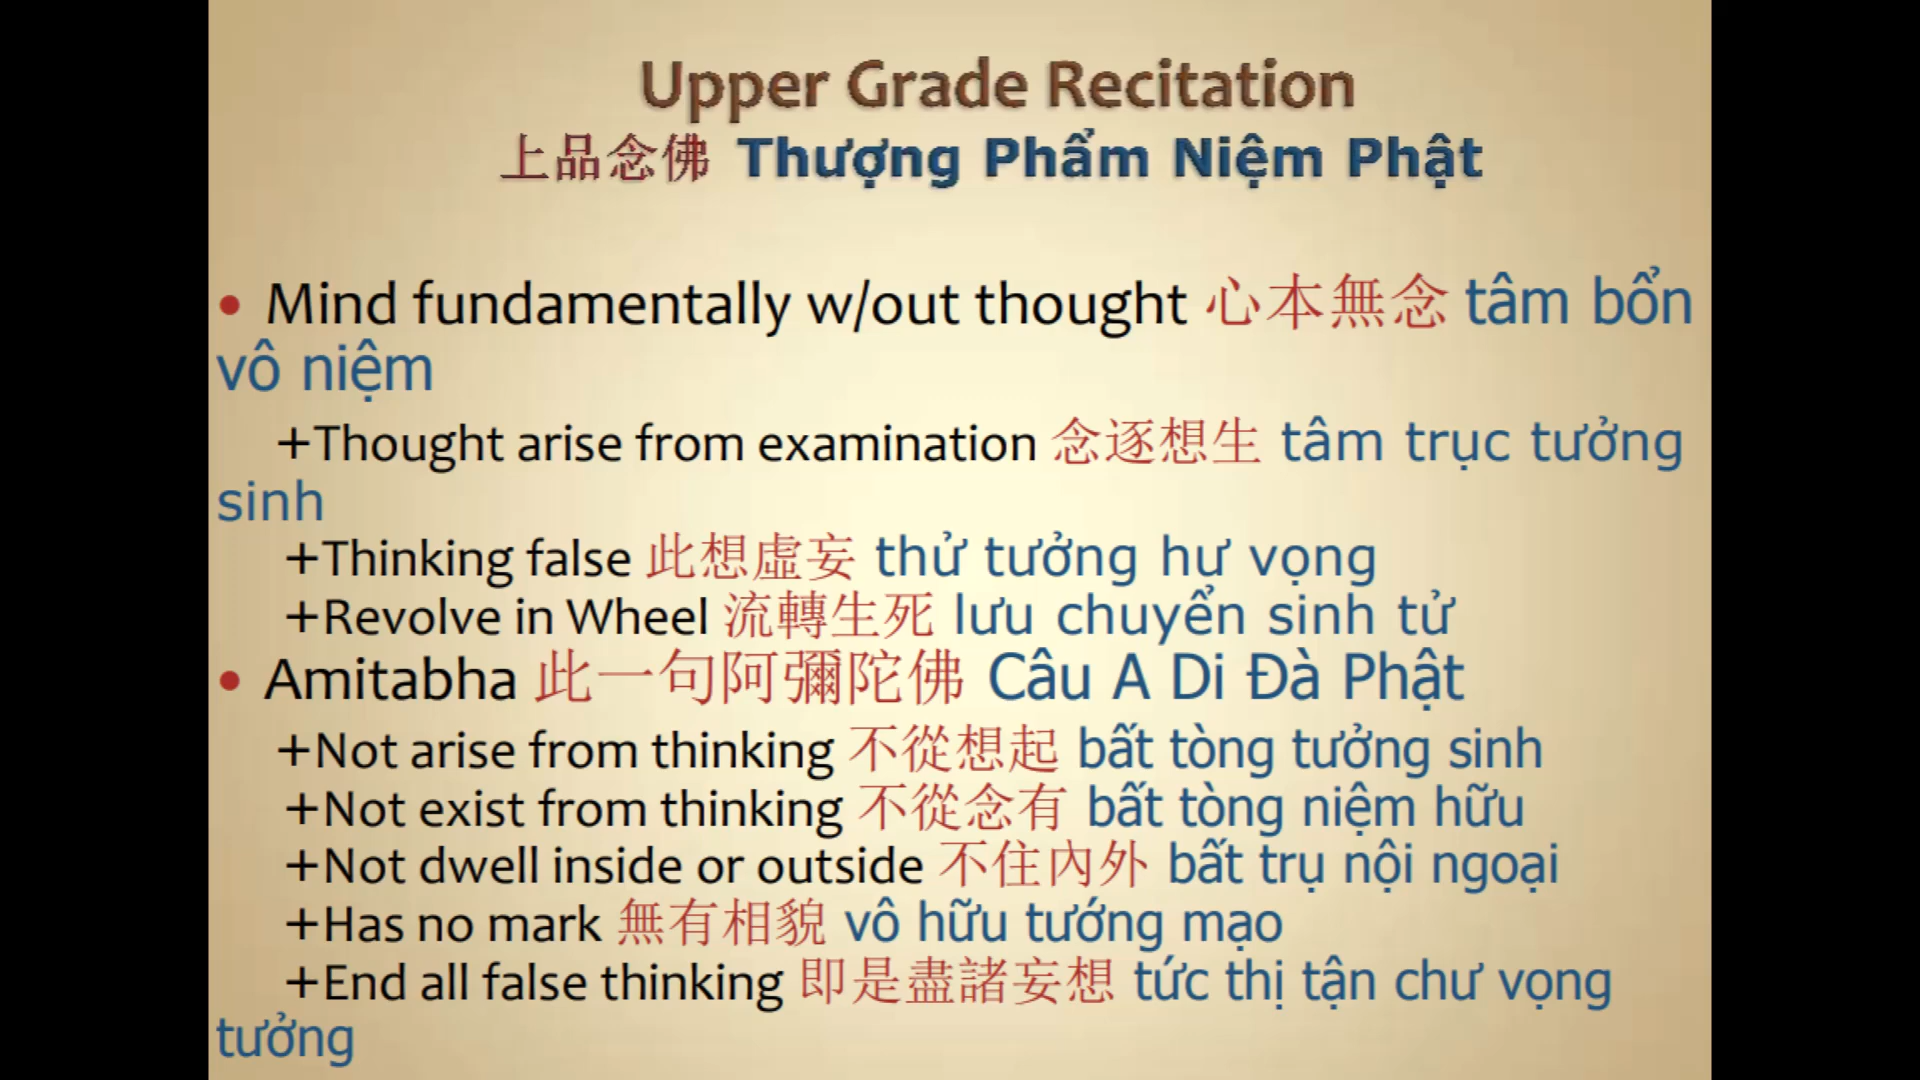 Upper Grade Recitation
上品念佛 Thượng Phẩm Niệm Phật
• Mind fundamentally w/out thought 心本無念 tâm bổn
vô niệm
+Thought arise from examination 念逐想生 tâm trục tưởng
sinh
+Thinking false 此想虛妄 thử tưởng hư vọng
+Revolve in Wheel 流轉生死 lưu chuyển sinh tử
• Amitabha 此一句阿彌陀佛 Câu A Di Đà Phật
+Not arise from thinking 不從想起 bất tòng tưởng sinh
+Not exist from thinking 不從念有 bất tòng niệm hữu
+Not dwell inside or outside 不住內外 bất trụ nội ngoại
+Has no mark 無有相貌 vô hữu tướng mạo
+End all false thinking 即是盡諸妄想 tức thị tận chư vọng
tưởng